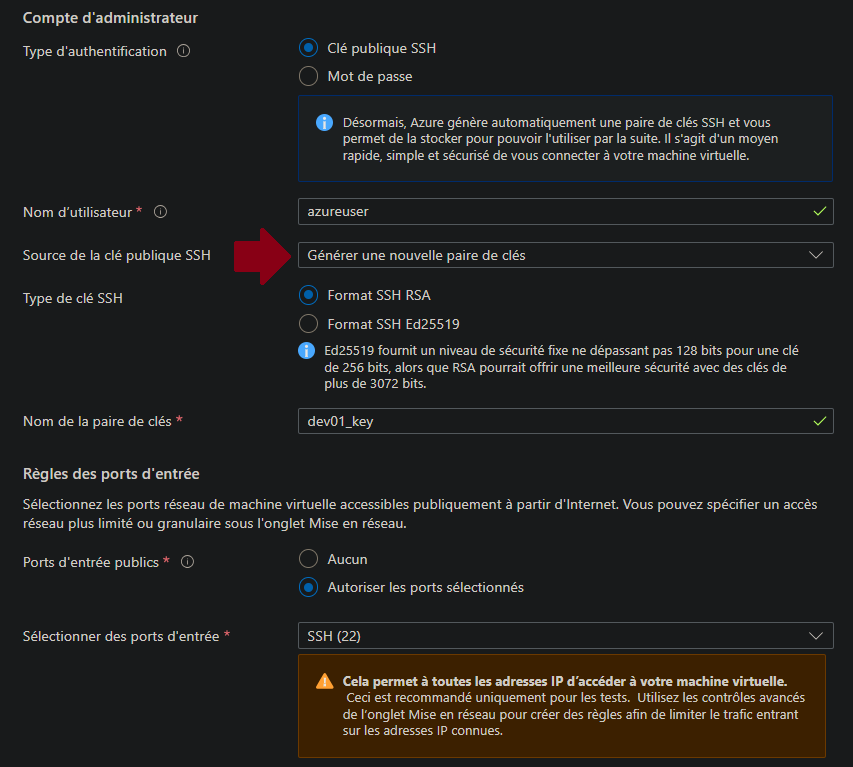 Compte d'administrateur
Type d'authentification
Clé publique SSH
Mot de passe
Désormais, Azure génère automatiquement une paire de clés SSH et vous
permet de la stocker pour pouvoir l'utiliser par la suite. Il s'agit d'un moyen
rapide, simple et sécurisé de vous connecter à votre machine virtuelle.
Nom d’utilisateur *
azureuser
Source de la clé publique SSH
Générer une nouvelle paire de clés
Type de clé SSH
Format SSH RSA
Format SSH Ed25519
Ed25519 fournit un niveau de sécurité fixe ne dépassant pas 128 bits pour une clé
de 256 bits, alors que RSA pourrait offrir une meilleure sécurité avec des clés de
plus de 3072 bits.
Nom de la paire de clés *
dev01_key
Règles des ports d'entrée
Sélectionnez les ports réseau de machine virtuelle accessibles publiquement à partir d'Internet. Vous pouvez spécifier un accès
réseau plus limité ou granulaire sous l'onglet Mise en réseau.
Ports d'entrée publics *
Aucun
Autoriser les ports sélectionnés
Sélectionner des ports d'entrée *
SSH (22)
Cela permet à toutes les adresses IP d’accéder à votre machine virtuelle.
Ceci est recommandé uniquement pour les tests. Utilisez les contrôles avancés
de l’onglet Mise en réseau pour créer des règles afin de limiter le trafic entrant
sur les adresses IP connues.